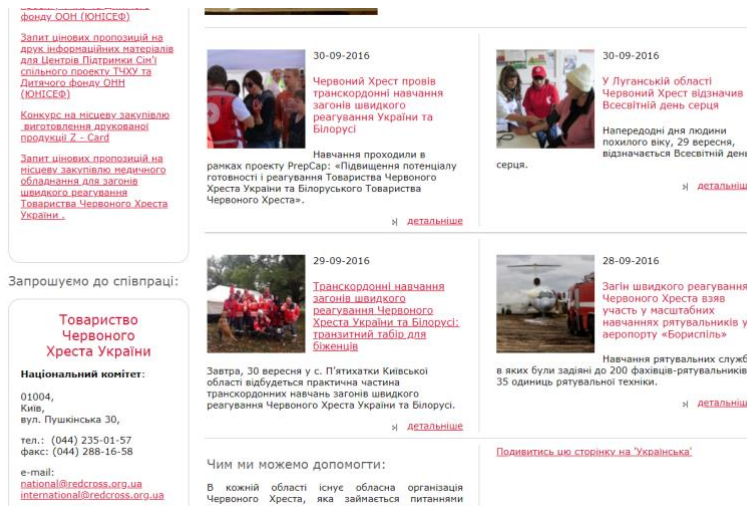 фонду ООН (ЮНІСЕФ)
Запит цінових пропозицій на
друк інформаційних матеріалів
для Центрів Підтримки Сім'ї
спільного проекту ТЧХУ та
Дитячого фонду ОНН
(ЮНІСЕФ)
Конкурс на місцеву закупівлю
виготовлення друкованої
продукції Z - Card
Запит цінових пропозицій на
місцеву закупівлю медичного
обладнання для загонів
швидкого реагування
Товариства Червоного Хреста
України .
Запрошуємо до співпраці:
Товариство
Червоного
Хреста України
Національний комітет:
01004,
Київ,
вул. Пушкінська 30,
тел.: (044) 235-01-57
факс: (044) 288-16-58
e-mail:
national@redcross.org.ua
international@redcross.org.ua
30-09-2016
Червоний Хрест провів
транскордонні навчання
загонів швидкого
реагування України та
Білорусі
Навчання проходили в
рамках проекту PrepCap: «Підвищення потенціалу
готовності і реагування Товариства Червоного
Хреста України та Білоруського Товариства
Червоного Хреста».
детальніше
30-09-2016
У Луганській області
Червоний Хрест відзначив
Всесвітній день серця
Напередодні дня людини
похилого віку, 29 вересня,
відзначається Всесвітній день
серця.
детальніше
29-09-2016
Транскордонні навчання
загонів швидкого
реагування Червоного
Хреста України та Білорусі:
транзитний табір для
біженців
Завтра, 30 вересня у с. П'ятихатки Київської
області відбудеться практична частина
транскордонних навчань загонів швидкого
реагування Червоного Хреста України та Білорусі.
детальніше
28-09-2016
Загін швидкого реагування
Червоного Хреста взяв
участь у масштабних
навчаннях рятувальників у
аеропорту «Бориспіль»
Навчання рятувальних служб,
в яких були задіяні до 200 фахівців-рятувальників
35 одиниць рятувальної техніки.
детальніше
Чим ми можемо допомогти:
В кожній області існує обласна організація
Червоного Хреста, яка займається питаннями
Подивитись цю сторінку на 'Українська'